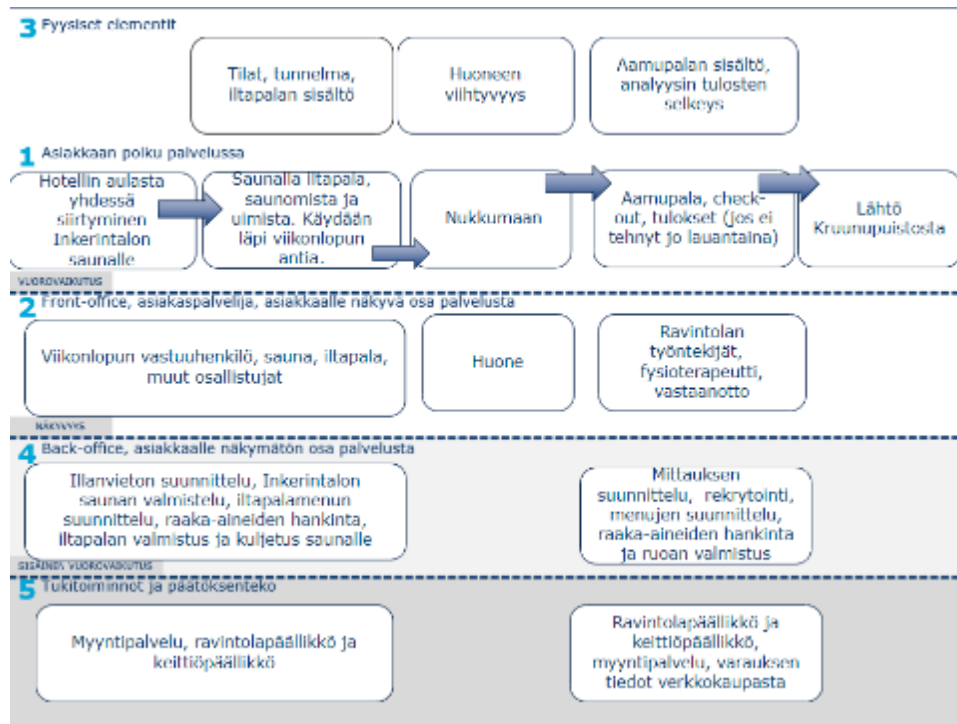 3 Fyysiset elementit
Tilat, tunnelma,
iltapalan sisältö
Huoneen
viihtyvyys
Aamupalan sisältö,
analyysin tulosten
selkeys
1 Asiakkaan polku palvelussa
Hotellin aulasta
yhdessä
siirtyminen
Inkerintalon
saunalle
Saunalla iltapala,
saunomista ja
uimista. Käydään
läpi viikonlopun
antia.
Nukkumaan
Aamupala, check-
out, tulokset (jos ei
tehnyt jo lauantaina)
Lähtö
Kruunupuistosta
VUOROVAIKUTUS
2 Front-office, asiakaspalvelija, asiakkaalle näkyvä osa palvelusta
Viikonlopun vastuuhenkilö, sauna, iltapala,
muut osallistujat
Huone
Ravintolan
työntekijät,
fysioterapeutti,
vastaanotto
NÄKYVYYS
4 Back-office, asiakkaalle näkymätön osa palvelusta
Illanvieton suunnittelu, Inkerintalon
saunan valmistelu, iltapalamenun
suunnittelu, raaka-aineiden hankinta,
iltapalan valmistus ja kuljetus saunalle
Mittauksen
suunnittelu, rekrytointi,
menujen suunnittelu,
raaka-aineiden hankinta
ja ruoan valmistus
SISÄINEN VUOROVAIKUTUS
5 Tukitoiminnot ja päätöksenteko
Myyntipalvelu, ravintolapäällikkö ja
keittiöpäällikkö
Ravintolapäällikkö ja
keittiöpäällikkö,
myyntipalvelu, varauksen
tiedot verkkokaupasta